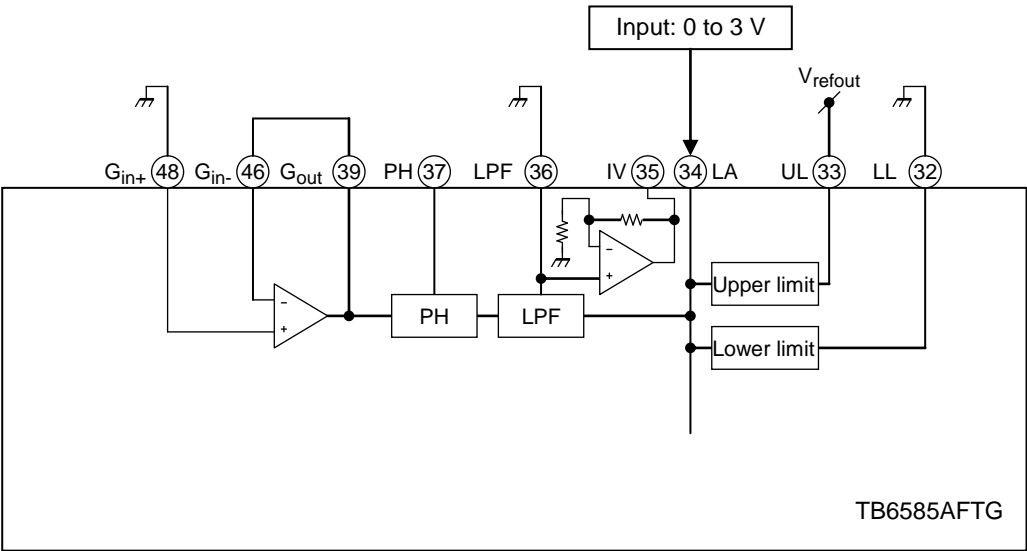 Input: 0 to 3 V
Vrefout
Gin+ 48 Gin- 46 Gout 39 PH 37 LPF 36 IV 35 34 LA UL 33 LL 32
−
+
−
+
PH
LPF
Upper limit
Lower limit
TB6585AFTG